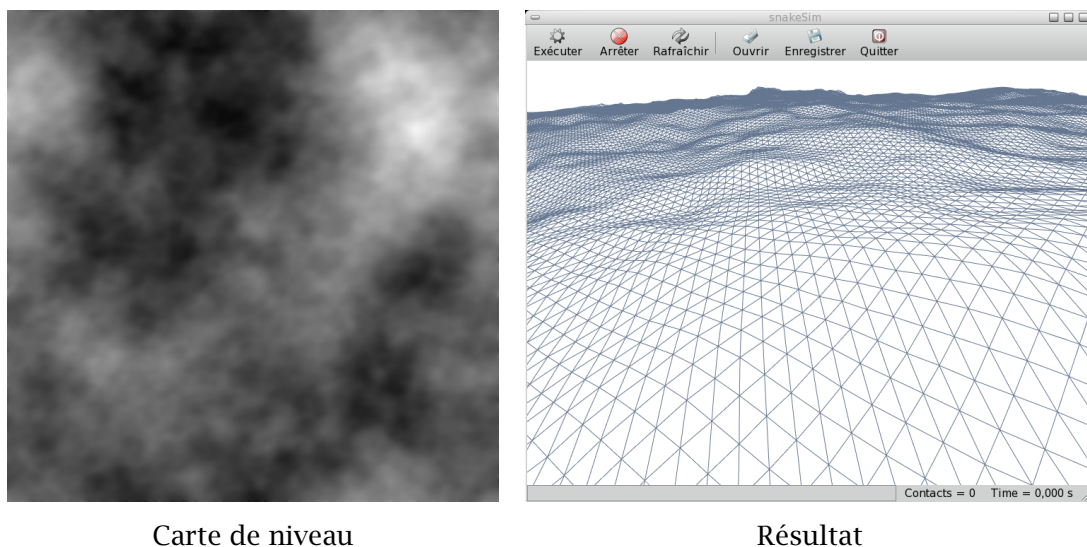 snakeSim
Exécuter Arrêter Rafraîchir Ouvrir Enregistrer Quitter
Contacts = 0 Time = 0,000 s
Carte de niveau
Résultat